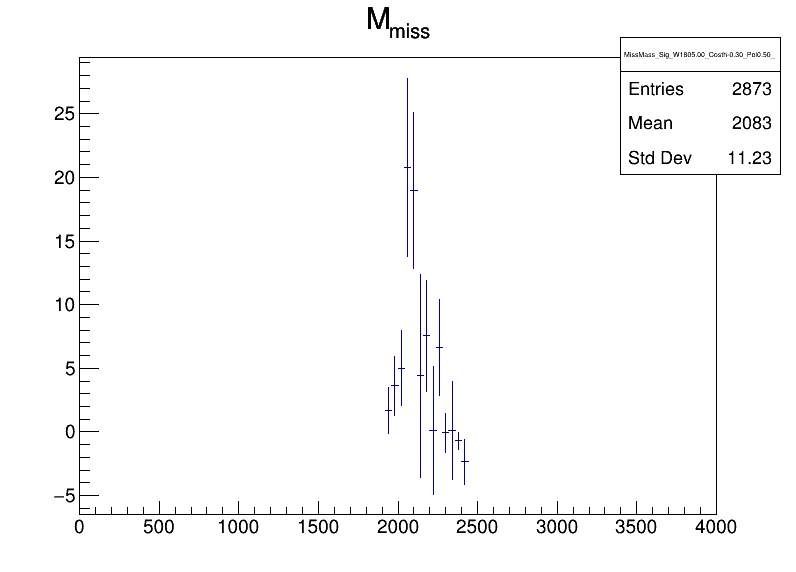 M_miss
MissMass_Sig_W1805.00_Costh-0.30_Pol0.50_
Entries 2873
Mean 2083
Std Dev 11.23
25
20
15
10
5
0
−5
0 500 1000 1500 2000 2500 3000 3500 4000